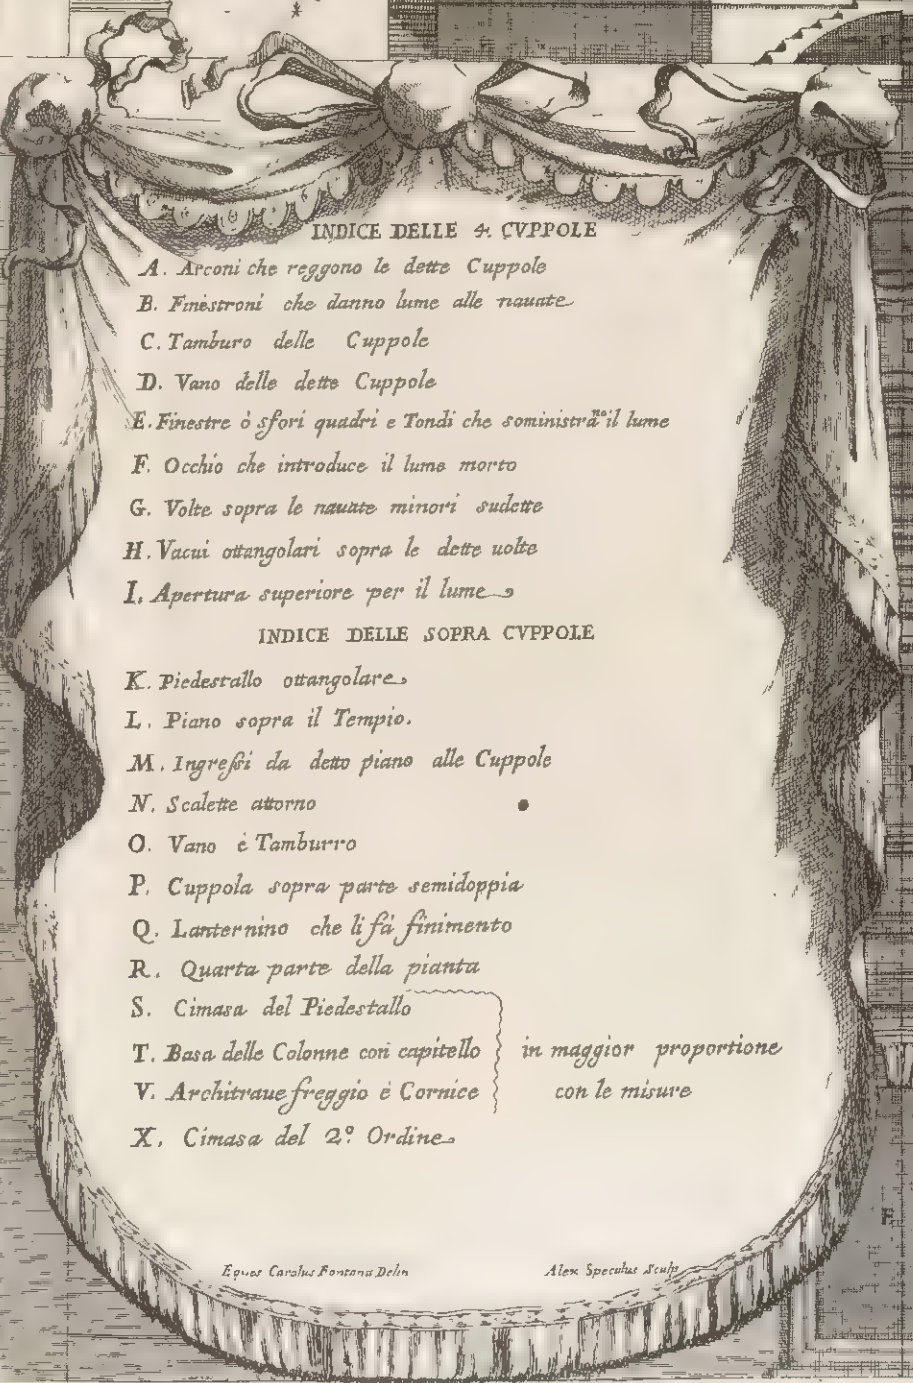 INDICE DELLE 4. CVPPOLE
A. Arconi che reggono le dette Cuppole
B. Finestroni che danno lume alle nauate
C. Tamburo delle Cuppole
D. Vano delle dette Cuppole
E. Finestre ò sfori quadri e Tondi che soministrãno il lume
F. Occhio che introduce il lume morto
G. Volte sopra le nauate minori sudette
H. Vacui ottangolari sopra le dette uolte
I. Apertura superiore per il lume
INDICE DELLE SOPRA CVPPOLE
K. Piedestallo ottangolare
L. Piano sopra il Tempio.
M. Ingreſsi da detto piano alle Cuppole
N. Scalette attorno
O. Vano è Tamburro
P. Cuppola sopra parte semidoppia
Q. Lanternino che li fà finimento
R. Quarta parte della pianta
S. Cimasa del Piedestallo
T. Basa delle Colonne con capitello in maggior proportione
V. Architraue freggio è Cornice con le misure
X. Cimasa del 2º Ordine
Eques Carolus Fontana Delin
Alex Speculus Sculp
F